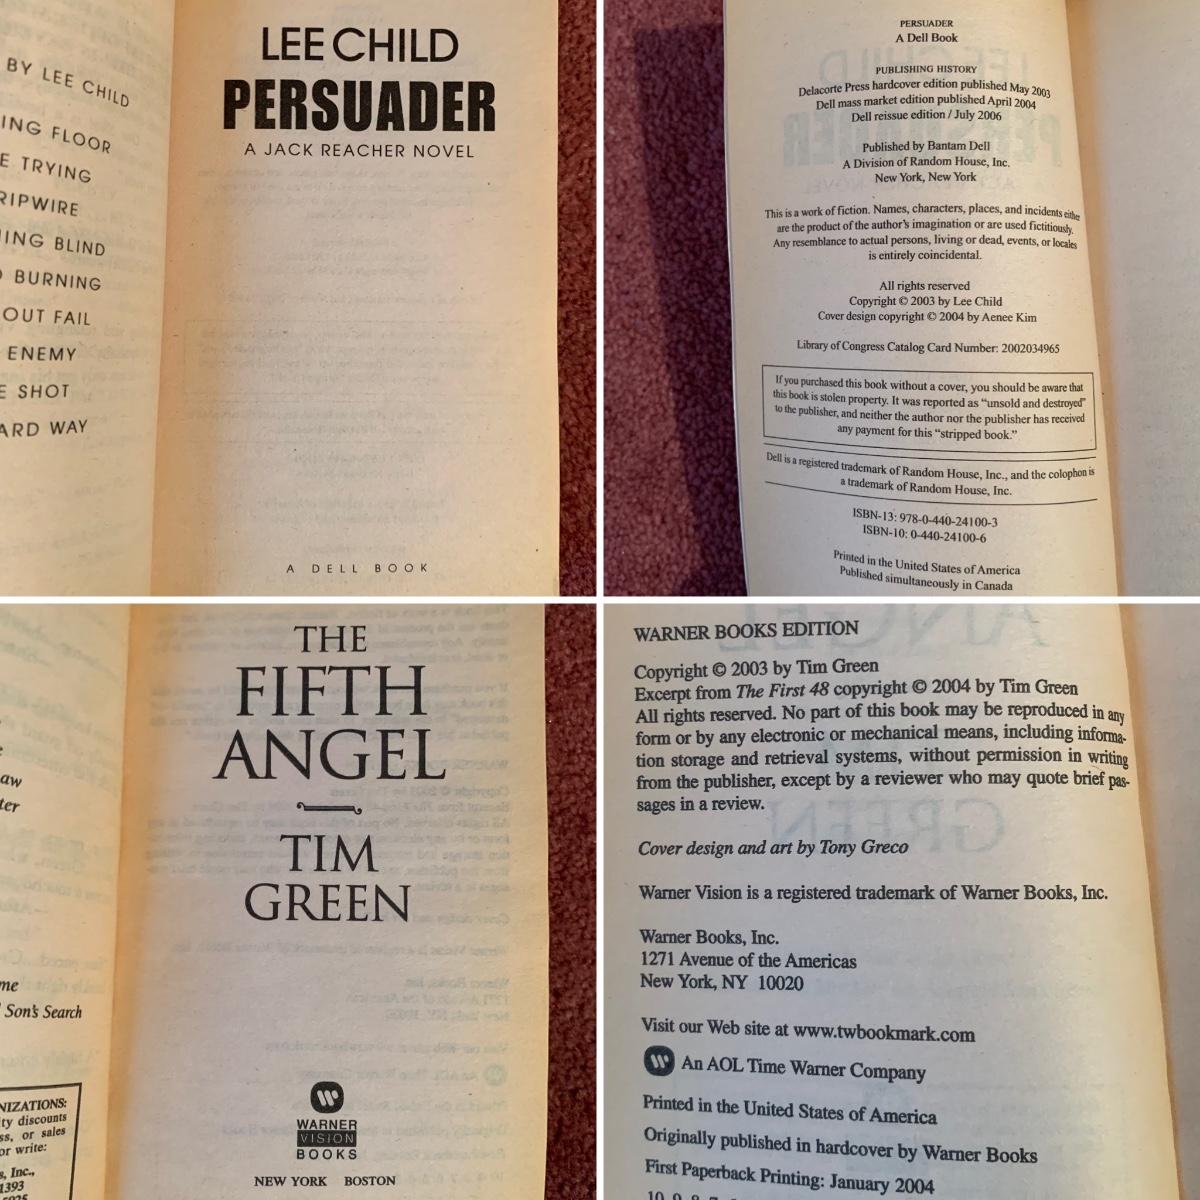 BY LEE CHILD
ING FLOOR
E TRYING
RIPWIRE
ING BLIND
BURNING
OUT FAIL
ENEMY
E SHOT
ARD WAY
LEE CHILD
PERSUADER
A JACK REACHER NOVEL
A DELL BOOK
PERSUADER
A Dell Book
PUBLISHING HISTORY
Delacorte Press hardcover edition published May 2003
Dell mass market edition published April 2004
Dell reissue edition / July 2006
Published by Bantam Dell
A Division of Random House, Inc.
New York, New York
This is a work of fiction. Names, characters, places, and incidents either
are the product of the author's imagination or are used fictitiously.
Any resemblance to actual persons, living or dead, events, or locales
is entirely coincidental.
All rights reserved
Copyright © 2003 by Lee Child
Cover design copyright © 2004 by Aenee Kim
Library of Congress Catalog Card Number: 2002034965
If you purchased this book without a cover, you should be aware that
this book is stolen property. It was reported as "unsold and destroyed"
to the publisher, and neither the author nor the publisher has received
any payment for this "stripped book."
Dell is a registered trademark of Random House, Inc., and the colophon is
a trademark of Random House, Inc.
ISBN-13: 978-0-440-24100-3
ISBN-10: 0-440-24100-6
Printed in the United States of America
Published simultaneously in Canada
aw
ter
me
Son's Search
NIZATIONS:
ty discounts
ss, or sales
or write:
s, Inc.,
1393
THE
FIFTH
ANGEL
TIM
GREEN
WARNER
VISION
BOOKS
NEW YORK BOSTON
WARNER BOOKS EDITION
Copyright © 2003 by Tim Green
Excerpt from The First 48 copyright © 2004 by Tim Green
All rights reserved. No part of this book may be reproduced in any
form or by any electronic or mechanical means, including informa-
tion storage and retrieval systems, without permission in writing
from the publisher, except by a reviewer who may quote brief pas-
sages in a review.
Cover design and art by Tony Greco
Warner Vision is a registered trademark of Warner Books, Inc.
Warner Books, Inc.
1271 Avenue of the Americas
New York, NY 10020
Visit our Web site at www.twbookmark.com
An AOL Time Warner Company
Printed in the United States of America
Originally published in hardcover by Warner Books
First Paperback Printing: January 2004